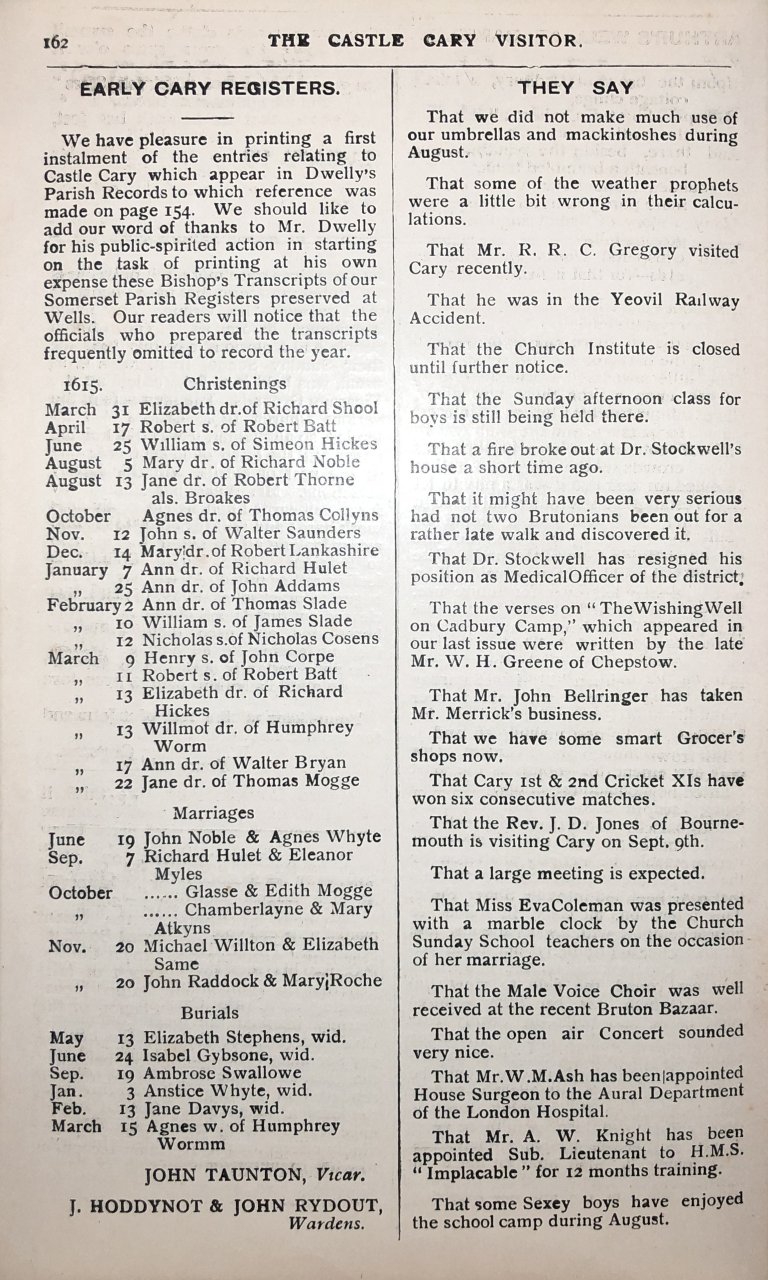 162
THE CASTLE CARY VISITOR.
EARLY CARY REGISTERS.
We have pleasure in printing a first
instalment of the entries relating to
Castle Cary which appear in Dwelly's
Parish Records to which reference was
made on page 154. We should like to
add our word of thanks to Mr. Dwelly
for his public-spirited action in starting
on the task of printing at his own
expense these Bishop's Transcripts of our
Somerset Parish Registers preserved at
Wells. Our readers will notice that the
officials who prepared the transcripts
frequently omitted to record the year.
1615. Christenings
March 31 Elizabeth dr.of Richard Shool
April 17 Robert s. of Robert Batt
June 25 William s. of Simeon Hickes
August 5 Mary dr. of Richard Noble
August 13 Jane dr. of Robert Thorne
als. Broakes
October Agnes dr. of Thomas Collyns
Nov. 12 John s. of Walter Saunders
Dec. 14 Mary dr. of Robert Lankashire
January 7 Ann dr. of Richard Hulet
„ 25 Ann dr. of John Addams
February 2 Ann dr. of Thomas Slade
„ 10 William s. of James Slade
„ 12 Nicholas s.of Nicholas Cosens
March 9 Henry s. of John Corpe
„ 11 Robert s. of Robert Batt
„ 13 Elizabeth dr. of Richard
Hickes
„ 13 Willmot dr. of Humphrey
Worm
„ 17 Ann dr. of Walter Bryan
„ 22 Jane dr. of Thomas Mogge
Marriages
June 19 John Noble & Agnes Whyte
Sep. 7 Richard Hulet & Eleanor
Myles
October ...... Glasse & Edith Mogge
„ ...... Chamberlayne & Mary
Atkyns
Nov. 20 Michael Willton & Elizabeth
Same
„ 20 John Raddock & Mary Roche
Burials
May 13 Elizabeth Stephens, wid.
June 24 Isabel Gybsone, wid.
Sep. 19 Ambrose Swallowe
Jan. 3 Anstice Whyte, wid.
Feb. 13 Jane Davys, wid.
March 15 Agnes w. of Humphrey
Wormm
JOHN TAUNTON, Vicar.
J. HODDYNOT & JOHN RYDOUT,
Wardens.
THEY SAY
That we did not make much use of
our umbrellas and mackintoshes during
August.
That some of the weather prophets
were a little bit wrong in their calcu-
lations.
That Mr. R. R. C. Gregory visited
Cary recently.
That he was in the Yeovil Railway
Accident.
That the Church Institute is closed
until further notice.
That the Sunday afternoon class for
boys is still being held there.
That a fire broke out at Dr. Stockwell's
house a short time ago.
That it might have been very serious
had not two Brutonians been out for a
rather late walk and discovered it.
That Dr. Stockwell has resigned his
position as Medical Officer of the district.
That the verses on "The Wishing Well
on Cadbury Camp," which appeared in
our last issue were written by the late
Mr. W. H. Greene of Chepstow.
That Mr. John Bellringer has taken
Mr. Merrick's business.
That we have some smart Grocer's
shops now.
That Cary 1st & 2nd Cricket XIs have
won six consecutive matches.
That the Rev. J. D. Jones of Bourne-
mouth is visiting Cary on Sept. 9th.
That a large meeting is expected.
That Miss Eva Coleman was presented
with a marble clock by the Church
Sunday School teachers on the occasion
of her marriage.
That the Male Voice Choir was well
received at the recent Bruton Bazaar.
That the open air Concert sounded
very nice.
That Mr. W. M. Ash has been appointed
House Surgeon to the Aural Department
of the London Hospital.
That Mr. A. W. Knight has been
appointed Sub. Lieutenant to H.M.S.
"Implacable" for 12 months training.
That some Sexey boys have enjoyed
the school camp during August.